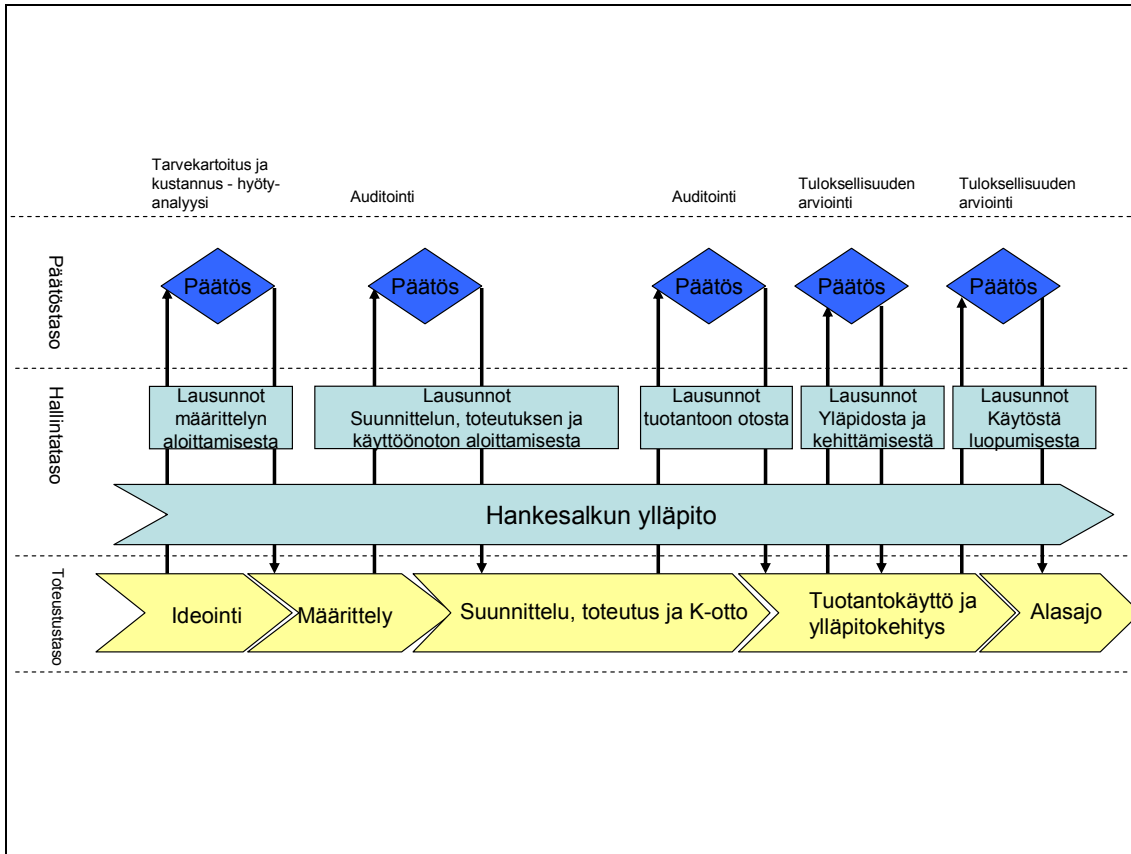 Tarvekartoitus ja
kustannus - hyöty-
analyysi
Auditointi
Auditointi
Tuloksellisuuden
arviointi
Tuloksellisuuden
arviointi
Päätöstaso
Päätös
Päätös
Päätös
Päätös
Päätös
Hallintataso
Lausunnot
määrittelyn
aloittamisesta
Lausunnot
Suunnittelun, toteutuksen ja
käyttöönoton aloittamisesta
Lausunnot
tuotantoon otosta
Lausunnot
Yläpidosta ja
kehittämisestä
Lausunnot
Käytöstä
luopumisesta
Hankesalkun ylläpito
Toteustustaso
Ideointi
Määrittely
Suunnittelu, toteutus ja K-otto
Tuotantokäyttö ja
ylläpitokehitys
Alasajo